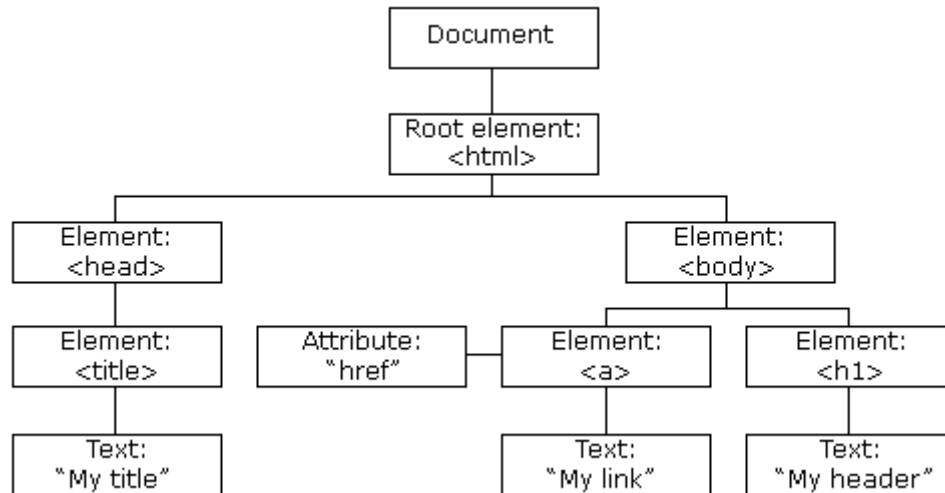 Document
Root element:
<html>
Element:
<head>
Element:
<body>
Element:
<title>
Attribute:
“href”
Element:
<a>
Element:
<h1>
Text:
“My title”
Text:
“My link”
Text:
“My header”